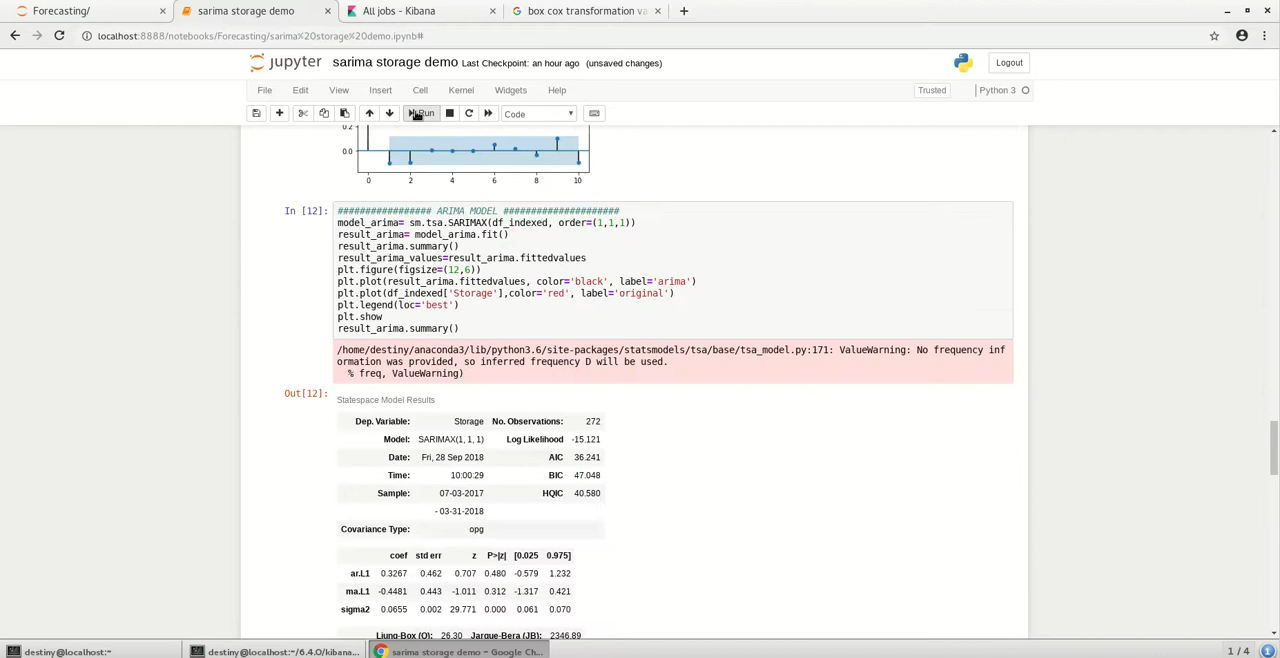 Forecasting/
sarima storage demo
All jobs - Kibana
box cox transformation va
localhost:8888/notebooks/Forecasting/sarima%20storage%20demo.ipynb#
jupyter sarima storage demo Last Checkpoint: an hour ago (unsaved changes)
Logout
File Edit View Insert Cell Kernel Widgets Help
Trusted Python 3
Run Code
0.2
0.0
0 2 4 6 8 10
In [12]: ################# ARIMA MODEL #####################
model_arima= sm.tsa.SARIMAX(df_indexed, order=(1,1,1))
result_arima= model_arima.fit()
result_arima.summary()
result_arima_values=result_arima.fittedvalues
plt.figure(figsize=(12,6))
plt.plot(result_arima.fittedvalues, color='black', label='arima')
plt.plot(df_indexed['Storage'],color='red', label='original')
plt.legend(loc='best')
plt.show
result_arima.summary()
/home/destiny/anaconda3/lib/python3.6/site-packages/statsmodels/tsa/base/tsa_model.py:171: ValueWarning: No frequency inf
ormation was provided, so inferred frequency D will be used.
% freq, ValueWarning)
Out[12]:
Statespace Model Results
Dep. Variable: Storage No. Observations: 272
Model: SARIMAX(1, 1, 1) Log Likelihood -15.121
Date: Fri, 28 Sep 2018 AIC 36.241
Time: 10:00:29 BIC 47.048
Sample: 07-03-2017 HQIC 40.580
- 03-31-2018
Covariance Type: opg
coef std err z P>|z| [0.025 0.975]
ar.L1 0.3267 0.462 0.707 0.480 -0.579 1.232
ma.L1 -0.4481 0.443 -1.011 0.312 -1.317 0.421
sigma2 0.0655 0.002 29.771 0.000 0.061 0.070
Ljung-Box (Q): 26.30 Jarque-Bera (JB): 2346.89
destiny@localhost:~
destiny@localhost:~/6.4.0/kibana...
sarima storage demo - Google Ch...
1 / 4